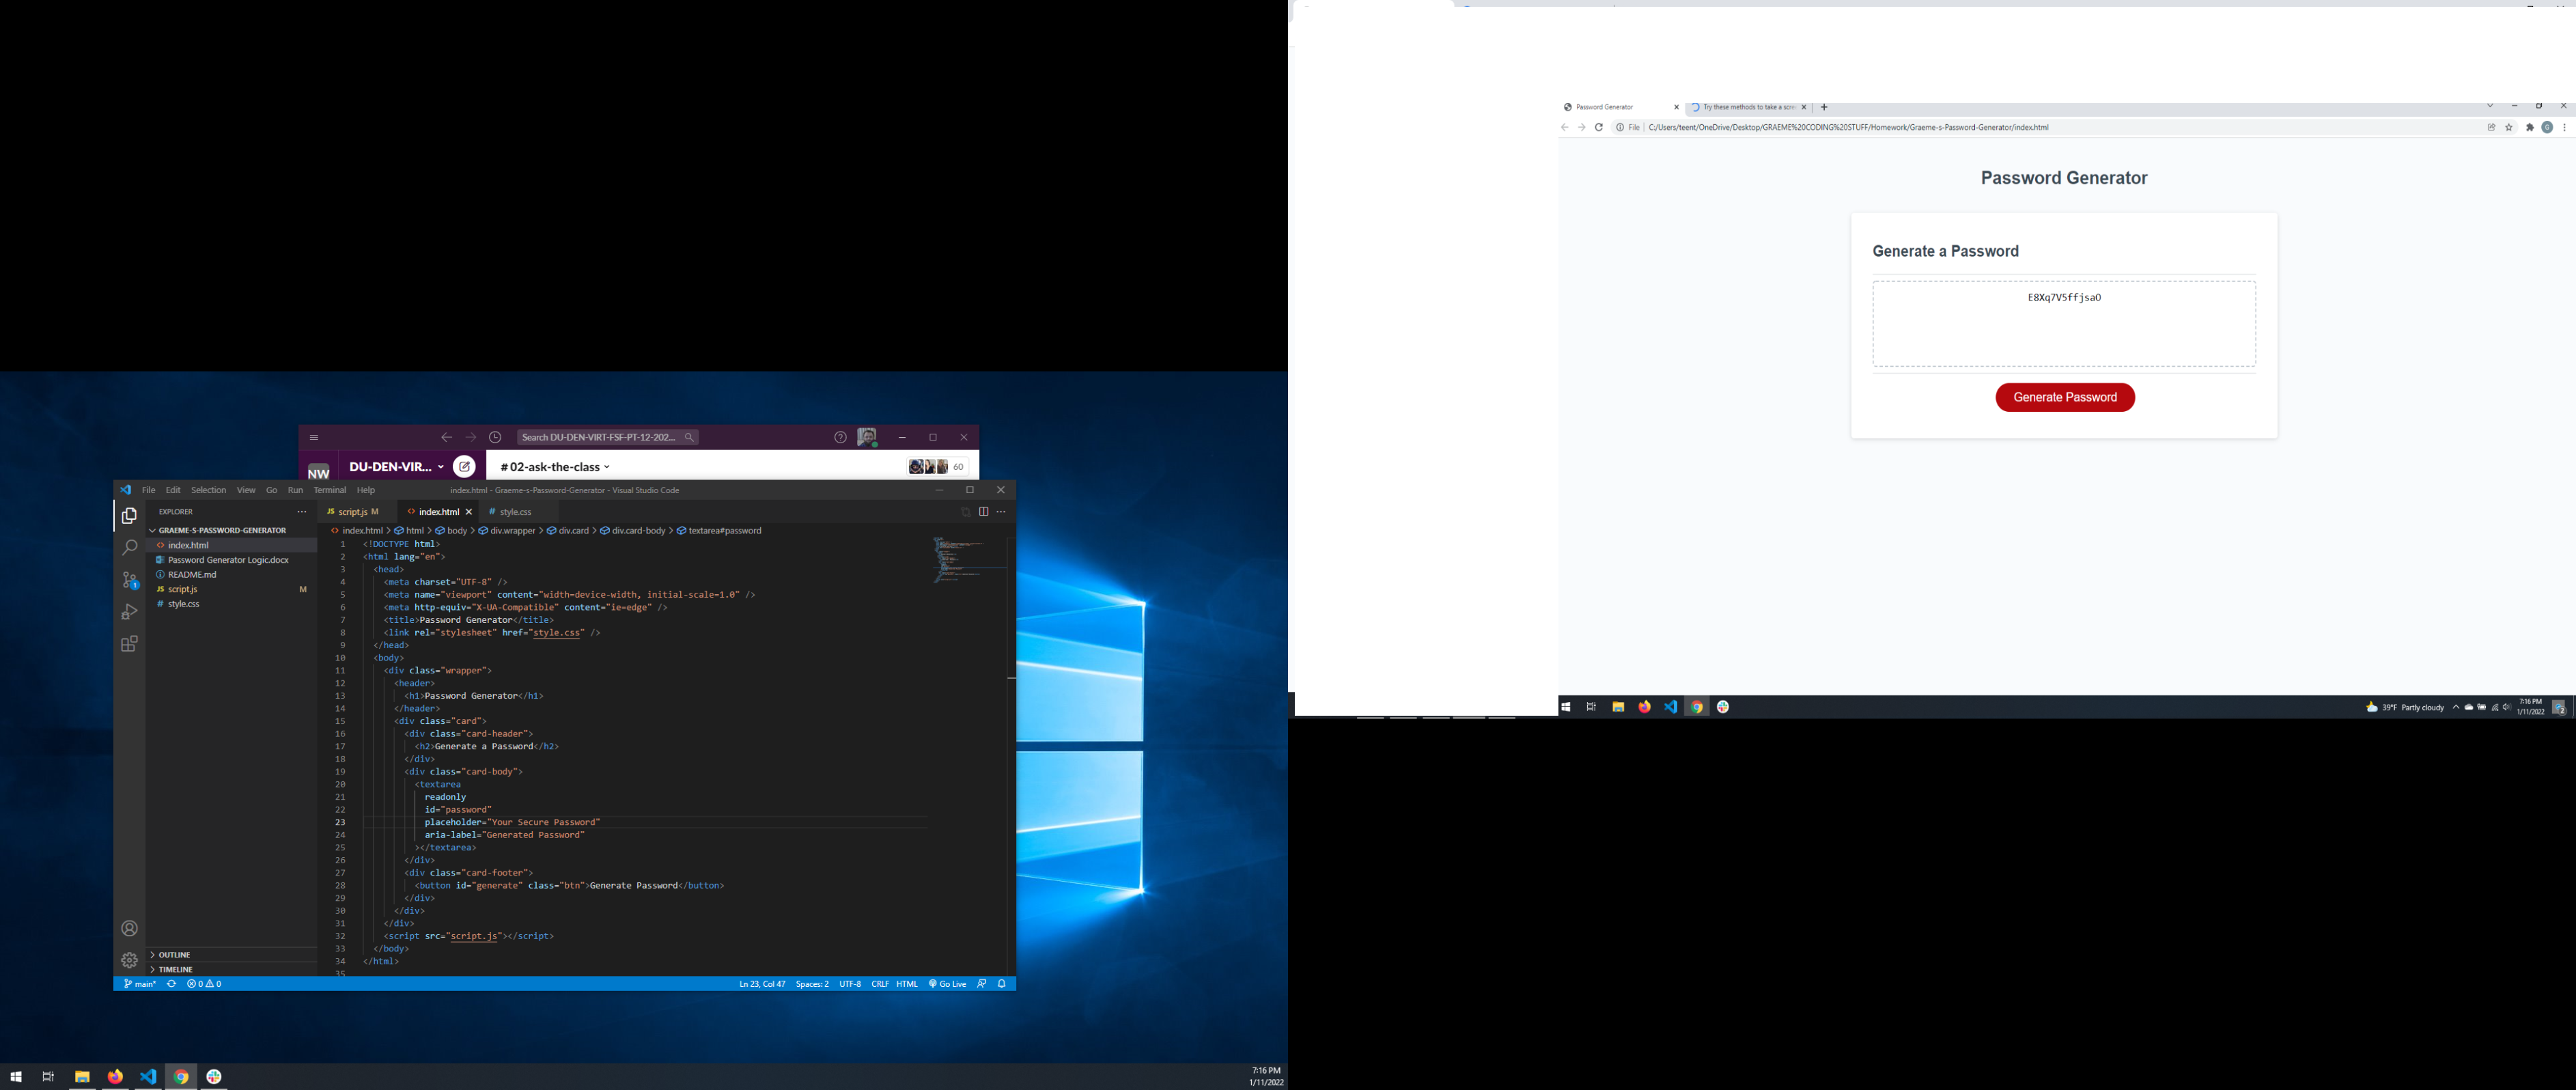 Search DU-DEN-VIRT-FSF-PT-12-202...
NW
DU-DEN-VIR...
# 02-ask-the-class
60
File Edit Selection View Go Run Terminal Help
index.html - Graeme-s-Password-Generator - Visual Studio Code
EXPLORER
GRAEME-S-PASSWORD-GENERATOR
index.html
Password Generator Logic.docx
README.md
JS script.js M
# style.css
1
OUTLINE
TIMELINE
JS script.js M
index.html
# style.css
index.html > html > body > div.wrapper > div.card > div.card-body > textarea#password
1 <!DOCTYPE html>
2 <html lang="en">
3 <head>
4 <meta charset="UTF-8" />
5 <meta name="viewport" content="width=device-width, initial-scale=1.0" />
6 <meta http-equiv="X-UA-Compatible" content="ie=edge" />
7 <title>Password Generator</title>
8 <link rel="stylesheet" href="style.css" />
9 </head>
10 <body>
11 <div class="wrapper">
12 <header>
13 <h1>Password Generator</h1>
14 </header>
15 <div class="card">
16 <div class="card-header">
17 <h2>Generate a Password</h2>
18 </div>
19 <div class="card-body">
20 <textarea
21 readonly
22 id="password"
23 placeholder="Your Secure Password"
24 aria-label="Generated Password"
25 ></textarea>
26 </div>
27 <div class="card-footer">
28 <button id="generate" class="btn">Generate Password</button>
29 </div>
30 </div>
31 </div>
32 <script src="script.js"></script>
33 </body>
34 </html>
35
main* 0 0
Ln 23, Col 47 Spaces: 2 UTF-8 CRLF HTML Go Live
7:16 PM
1/11/2022
Password Generator
Try these methods to take a scre
File C:/Users/teent/OneDrive/Desktop/GRAEME%20CODING%20STUFF/Homework/Graeme-s-Password-Generator/index.html
G
Password Generator
Generate a Password
E8Xq7V5ffjsaO
Generate Password
39°F Partly cloudy
7:16 PM
1/11/2022
2